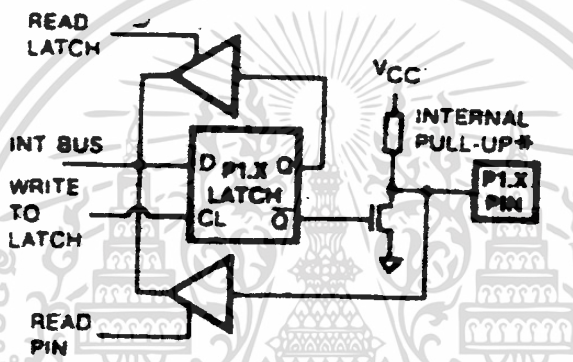 READ
LATCH
VCC
INTERNAL
PULL-UP*
INT BUS
D P1.X Q
LATCH
CL Q̅
P1.X
PIN
WRITE
TO
LATCH
READ
PIN